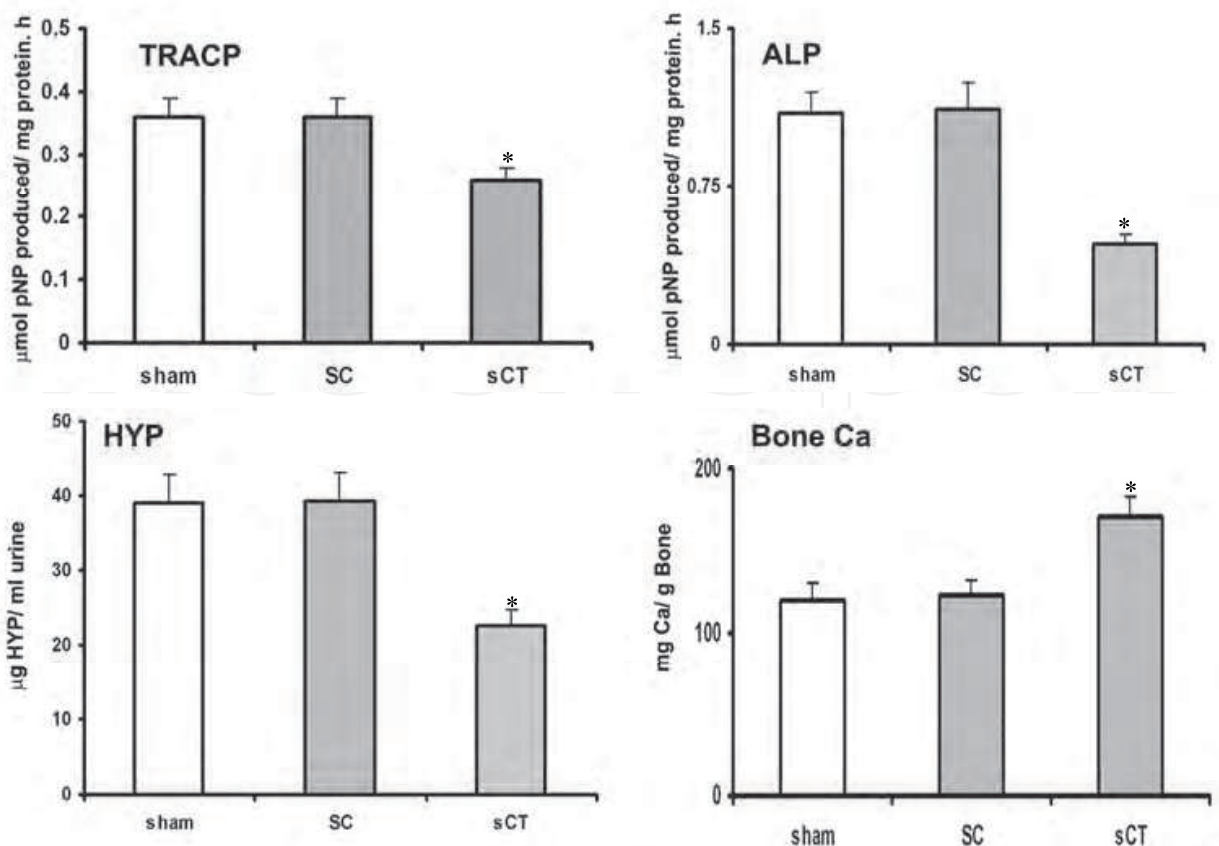 TRACP
μmol pNP produced/ mg protein. h
0,5
0.4
0.3
0.2
0.1
0
*
sham SC sCT
ALP
μmol pNP produced/ mg protein. h
1.5
0.75
0
*
sham SC sCT
HYP
μg HYP/ ml urine
50
40
30
20
10
0
*
sham SC sCT
Bone Ca
mg Ca/ g Bone
200
100
0
*
sham SC sCT